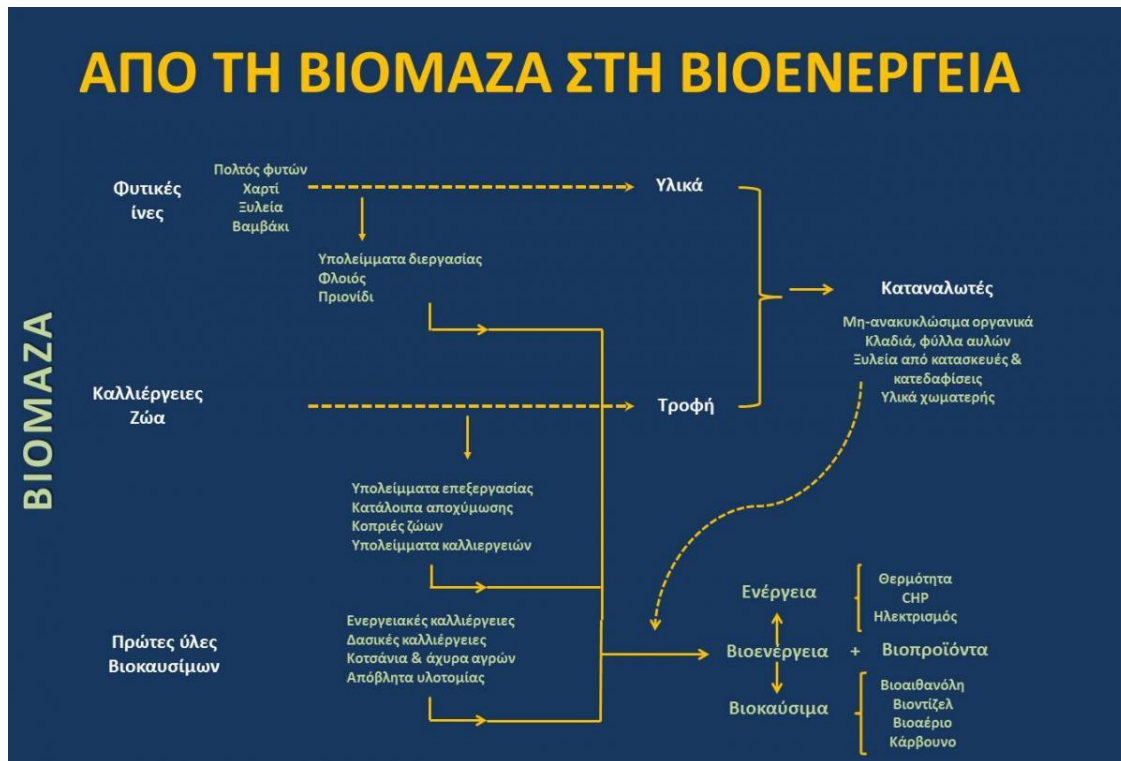 ΑΠΟ ΤΗ ΒΙΟΜΑΖΑ ΣΤΗ ΒΙΟΕΝΕΡΓΕΙΑ
ΒΙΟΜΑΖΑ
Φυτικές
ίνες
Πολτός φυτών
Χαρτί
Ξυλεία
Βαμβάκι
Υλικά
Υπολείμματα διεργασίας
Φλοιός
Πριονίδι
Καταναλωτές
Μη-ανακυκλώσιμα οργανικά
Κλαδιά, φύλλα αυλών
Ξυλεία από κατασκευές &
κατεδαφίσεις
Υλικά χωματερής
Καλλιέργειες
Ζώα
Τροφή
Υπολείμματα επεξεργασίας
Κατάλοιπα αποχύμωσης
Κοπριές ζώων
Υπολείμματα καλλιεργειών
Πρώτες ύλες
Βιοκαυσίμων
Ενεργειακές καλλιέργειες
Δασικές καλλιέργειες
Κοτσάνια & άχυρα αγρών
Απόβλητα υλοτομίας
Ενέργεια
Θερμότητα
CHP
Ηλεκτρισμός
Βιοενέργεια + Βιοπροϊόντα
Βιοκαύσιμα
Βιοαιθανόλη
Βιοντίζελ
Βιοαέριο
Κάρβουνο